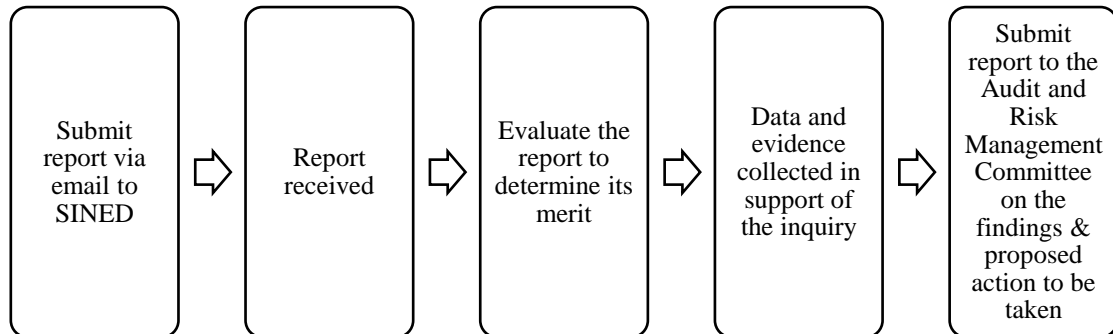 Submit
report via
email to
SINED
Report
received
Evaluate the
report to
determine its
merit
Data and
evidence
collected in
support of
the inquiry
Submit
report to the
Audit and
Risk
Management
Committee
on the
findings &
proposed
action to be
taken